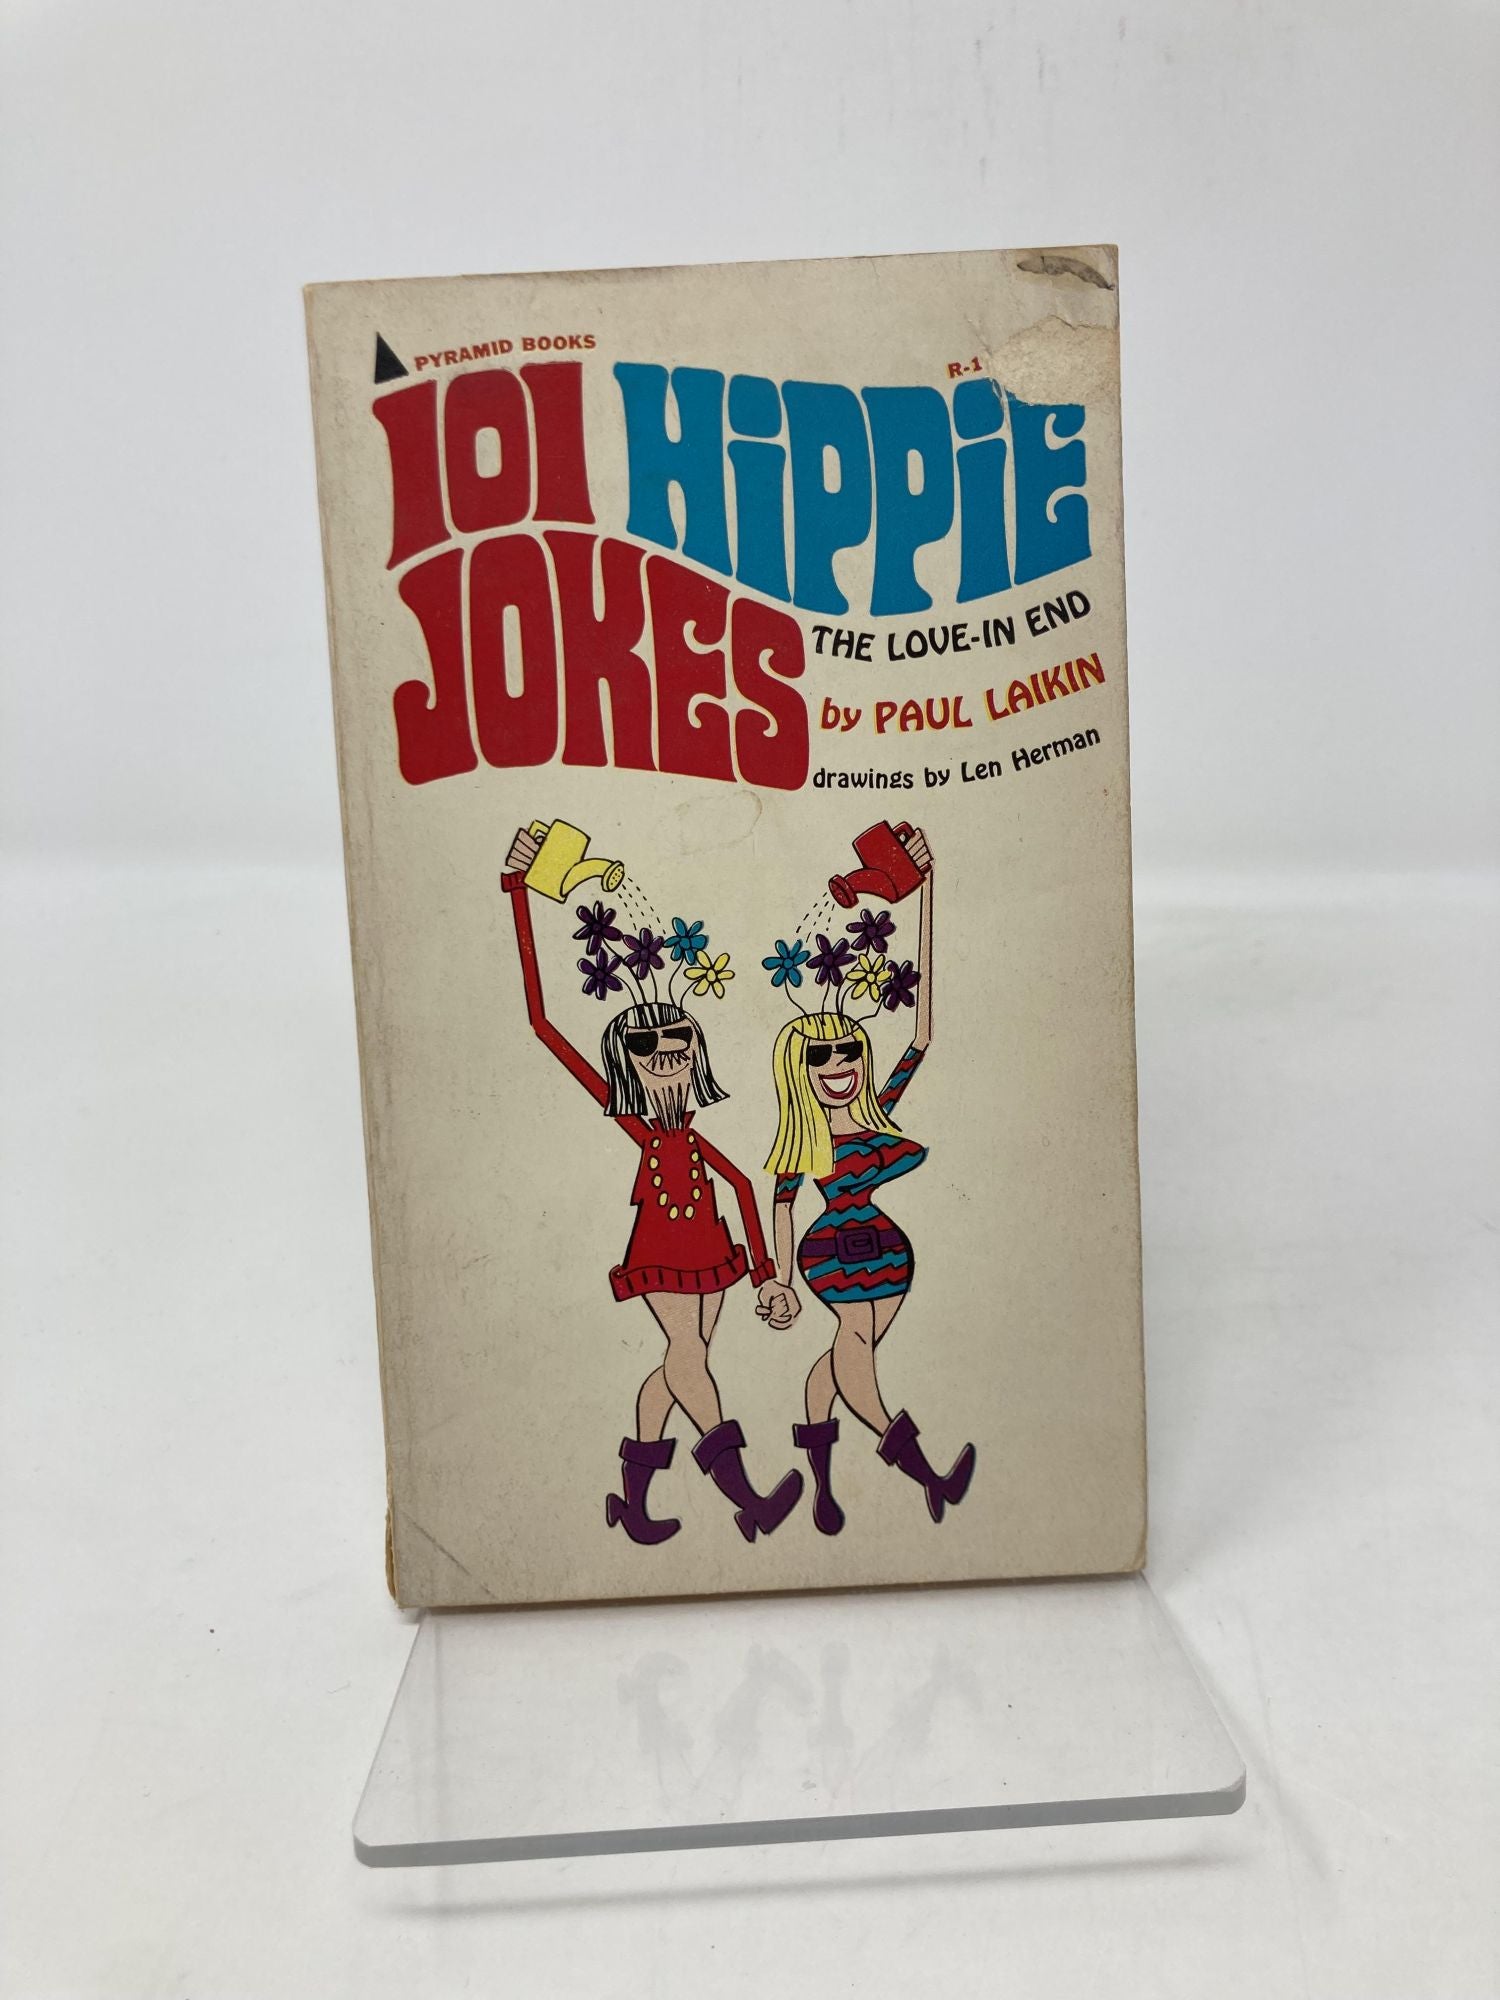 PYRAMID BOOKS
R-1
101 HiPPiE
JOKES
THE LOVE-IN END
by PAUL LAIKIN
drawings by Len Herman